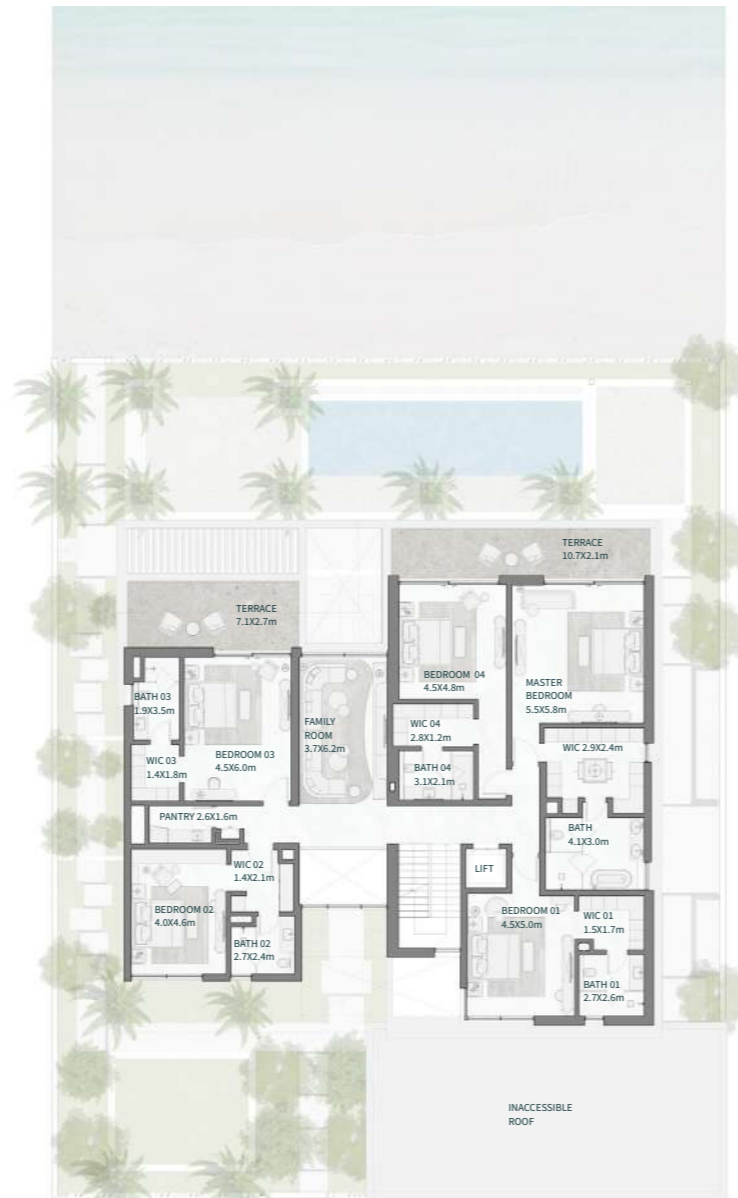 TERRACE
10.7X2.1m
TERRACE
7.1X2.7m
BEDROOM 04
4.5X4.8m
MASTER
BEDROOM
5.5X5.8m
BATH 03
1.9X3.5m
FAMILY
ROOM
3.7X6.2m
WIC 04
2.8X1.2m
BEDROOM 03
4.5X6.0m
WIC 2.9X2.4m
WIC 03
1.4X1.8m
BATH 04
3.1X2.1m
PANTRY 2.6X1.6m
BATH
4.1X3.0m
WIC 02
1.4X2.1m
LIFT
BEDROOM 02
4.0X4.6m
BEDROOM 01
4.5X5.0m
WIC 01
1.5X1.7m
BATH 02
2.7X2.4m
BATH 01
2.7X2.6m
INACCESSIBLE
ROOF